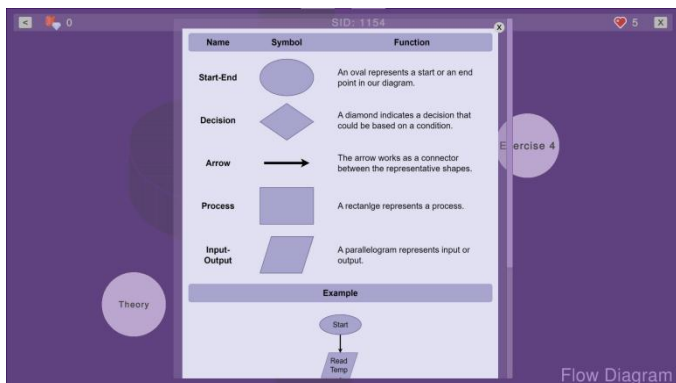 <
0
SID: 1154
5
X
X
Name Symbol Function
Start-End
An oval represents a start or an end
point in our diagram.
Decision
A diamond indicates a decision that
could be based on a condition.
Arrow
The arrow works as a connector
between the representative shapes.
Process
A rectanlge represents a process.
Input-
Output
A parallelogram represents input or
output.
Example
Start
Read
Temp
Exercise 4
Theory
Flow Diagram